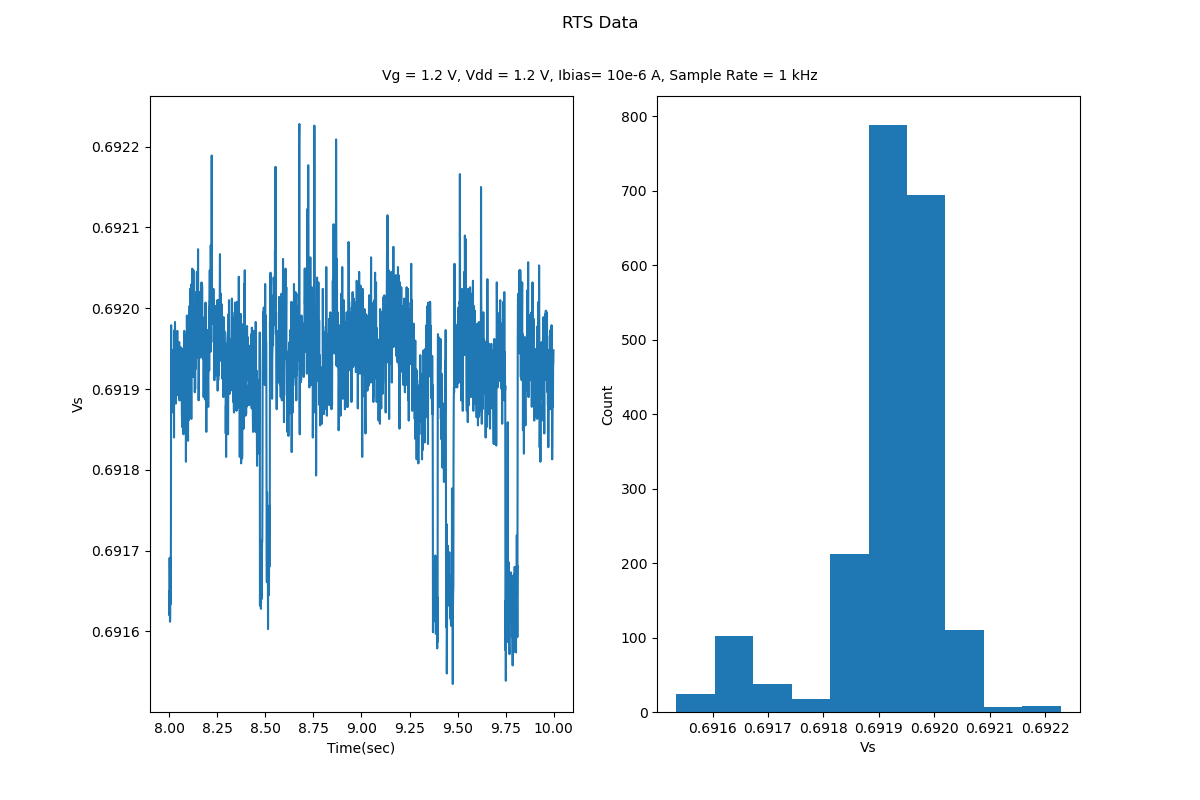 RTS Data
Vg = 1.2 V, Vdd = 1.2 V, Ibias= 10e-6 A, Sample Rate = 1 kHz
0.6922
0.6921
0.6920
0.6919
0.6918
0.6917
0.6916
Vs
8.00 8.25 8.50 8.75 9.00 9.25 9.50 9.75 10.00
Time(sec)
800
700
600
500
400
300
200
100
0
Count
0.6916 0.6917 0.6918 0.6919 0.6920 0.6921 0.6922
Vs